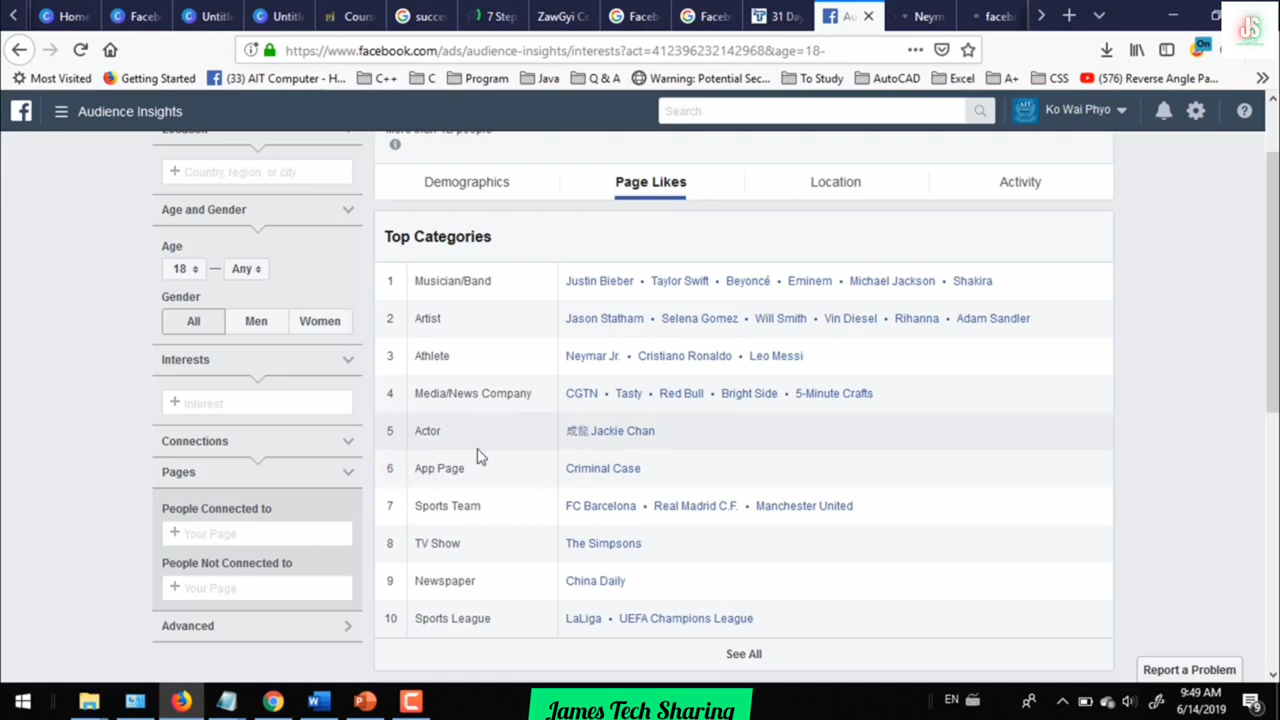 Home
Faceb
Untitle
Untitl
Cours
succe
7 Step
ZawGyi Co
Facebo
Faceb
31 Day
Au
Neym
faceb
On
JS
https://www.facebook.com/ads/audience-insights/interests?act=4123962321429688&age=18-
Most Visited
Getting Started
(33) AIT Computer - H...
C++
C
Program
Java
Q & A
Warning: Potential Sec...
To Study
AutoCAD
Excel
A+
CSS
(576) Reverse Angle Pa...
Audience Insights
Search
Ko Wai Phyo
Location
Country, region, or city
Age and Gender
Age
18 — Any
Gender
All Men Women
Interests
Interest
Connections
Pages
People Connected to
Your Page
People Not Connected to
Your Page
Advanced
Demographics
Page Likes
Location
Activity
Top Categories
1 Musician/Band Justin Bieber • Taylor Swift • Beyoncé • Eminem • Michael Jackson • Shakira
2 Artist Jason Statham • Selena Gomez • Will Smith • Vin Diesel • Rihanna • Adam Sandler
3 Athlete Neymar Jr. • Cristiano Ronaldo • Leo Messi
4 Media/News Company CGTN • Tasty • Red Bull • Bright Side • 5-Minute Crafts
5 Actor 成龍 Jackie Chan
6 App Page Criminal Case
7 Sports Team FC Barcelona • Real Madrid C.F. • Manchester United
8 TV Show The Simpsons
9 Newspaper China Daily
10 Sports League LaLiga • UEFA Champions League
See All
Report a Problem
EN
9:49 AM
6/14/2019
9
James Tech Sharing